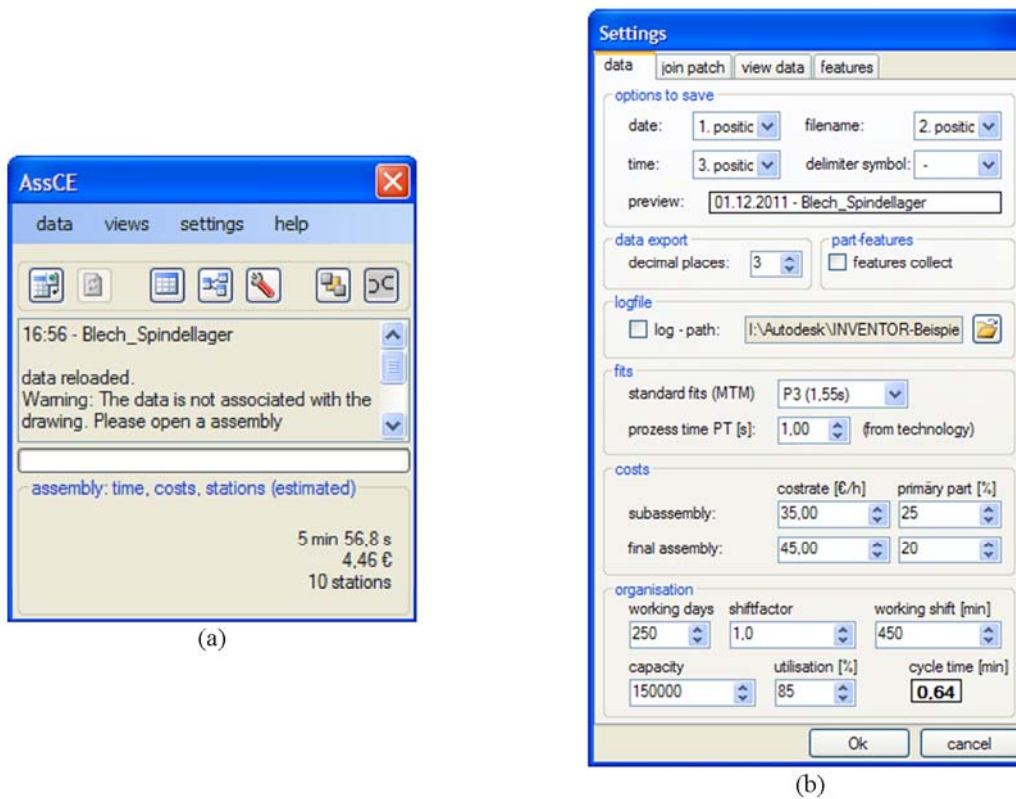 AssCE
data views settings help
16:56 - Blech_Spindellager
data reloaded.
Warning: The data is not associated with the
drawing. Please open a assembly
assembly: time, costs, stations (estimated)
5 min 56,8 s
4,46 €
10 stations
(a)
Settings
data join patch view data features
options to save
date: 1. positic filename: 2. positic
time: 3. positic delimiter symbol: -
preview: 01.12.2011 - Blech_Spindellager
data export part-features
decimal places: 3 features collect
logfile
log - path: I:\Autodesk\INVENTOR-Beispie
fits
standard fits (MTM) P3 (1,55s)
prozess time PT [s]: 1,00 (from technology)
costs
costrate [€/h] primäry part [%]
subassembly: 35,00 25
final assembly: 45,00 20
organisation
working days shiftfactor working shift [min]
250 1,0 450
capacity utilisation [%] cycle time [min]
150000 85 0,64
Ok cancel
(b)